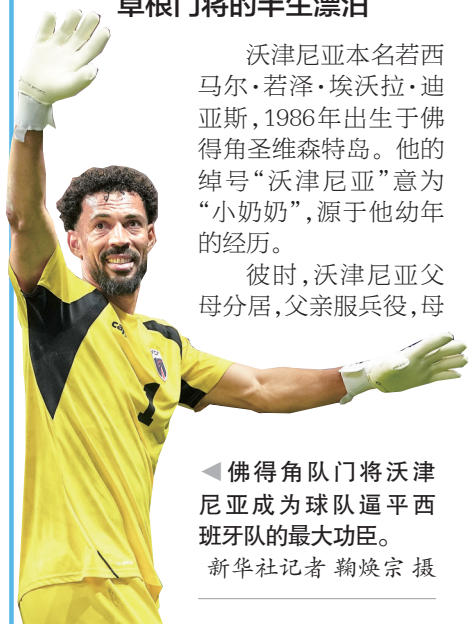 草根门将的半生漂泊
沃津尼亚本名若西
马尔·若泽·埃沃拉·迪
亚斯，1986年出生于佛
得角圣维森特岛。他的
绰号“沃津尼亚”意为
“小奶奶”，源于他幼年
的经历。
彼时，沃津尼亚父
母分居，父亲服兵役，母
1
◀佛得角队门将沃津
尼亚成为球队逼平西
班牙队的最大功臣。
新华社记者 鞠焕宗 摄